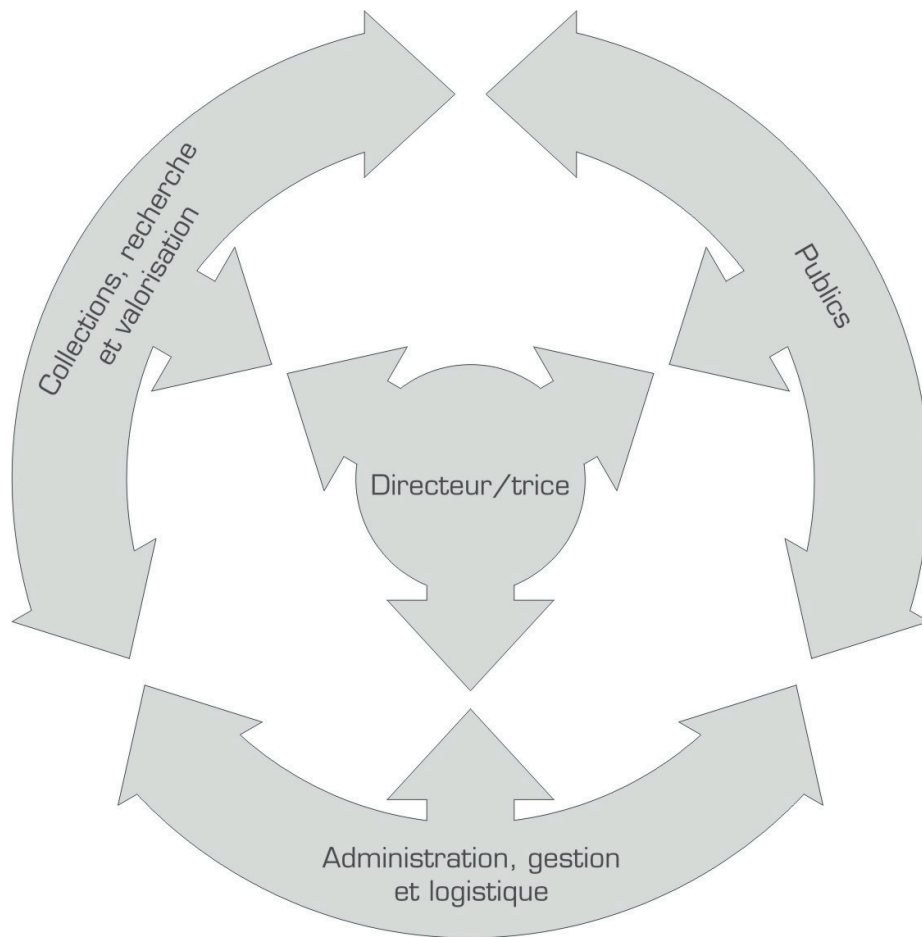 Collections, recherche
et valorisation
Publics
Directeur/trice
Administration, gestion
et logistique